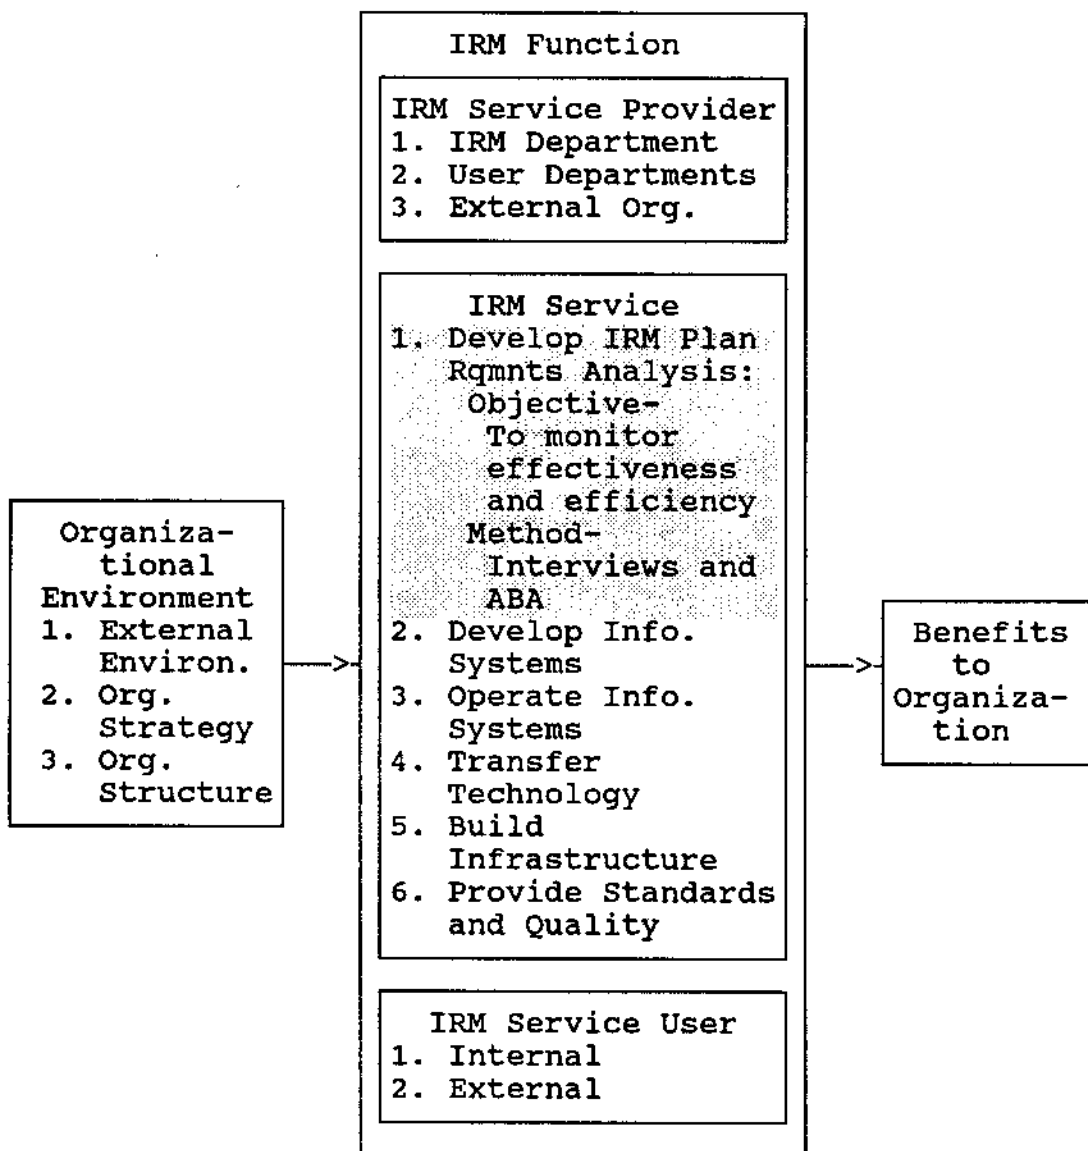 IRM Function
IRM Service Provider
1. IRM Department
2. User Departments
3. External Org.
IRM Service
1. Develop IRM Plan
Rqmnts Analysis:
Objective-
To monitor
effectiveness
and efficiency
Method-
Interviews and
ABA
2. Develop Info.
Systems
3. Operate Info.
Systems
4. Transfer
Technology
5. Build
Infrastructure
6. Provide Standards
and Quality
IRM Service User
1. Internal
2. External
Organiza-
tional
Environment
1. External
Environ.
2. Org.
Strategy
3. Org.
Structure
Benefits
to
Organiza-
tion